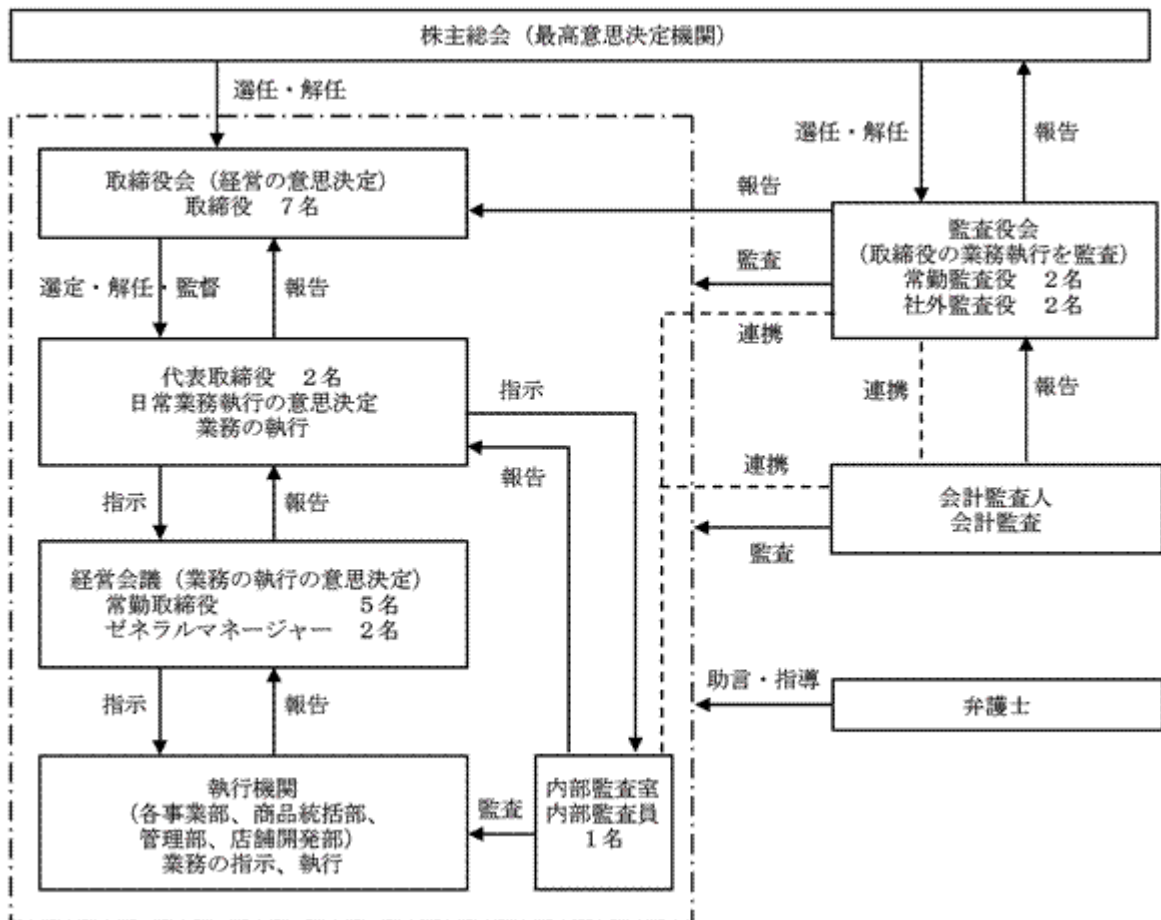 株主総会（最高意思決定機関）
選任・解任
選任・解任
報告
取締役会（経営の意思決定）
取締役　7名
報告
監査役会
（取締役の業務執行を監査）
常勤監査役　2名
社外監査役　2名
監査
選定・解任・監督
報告
連携
代表取締役　2名
日常業務執行の意思決定
業務の執行
指示
連携
報告
報告
連携
指示
報告
会計監査人
会計監査
監査
経営会議（業務の執行の意思決定）
常勤取締役　5名
ゼネラルマネージャー　2名
指示
報告
助言・指導
弁護士
執行機関
（各事業部、商品統括部、
管理部、店舗開発部）
業務の指示、執行
監査
内部監査室
内部監査員
1名